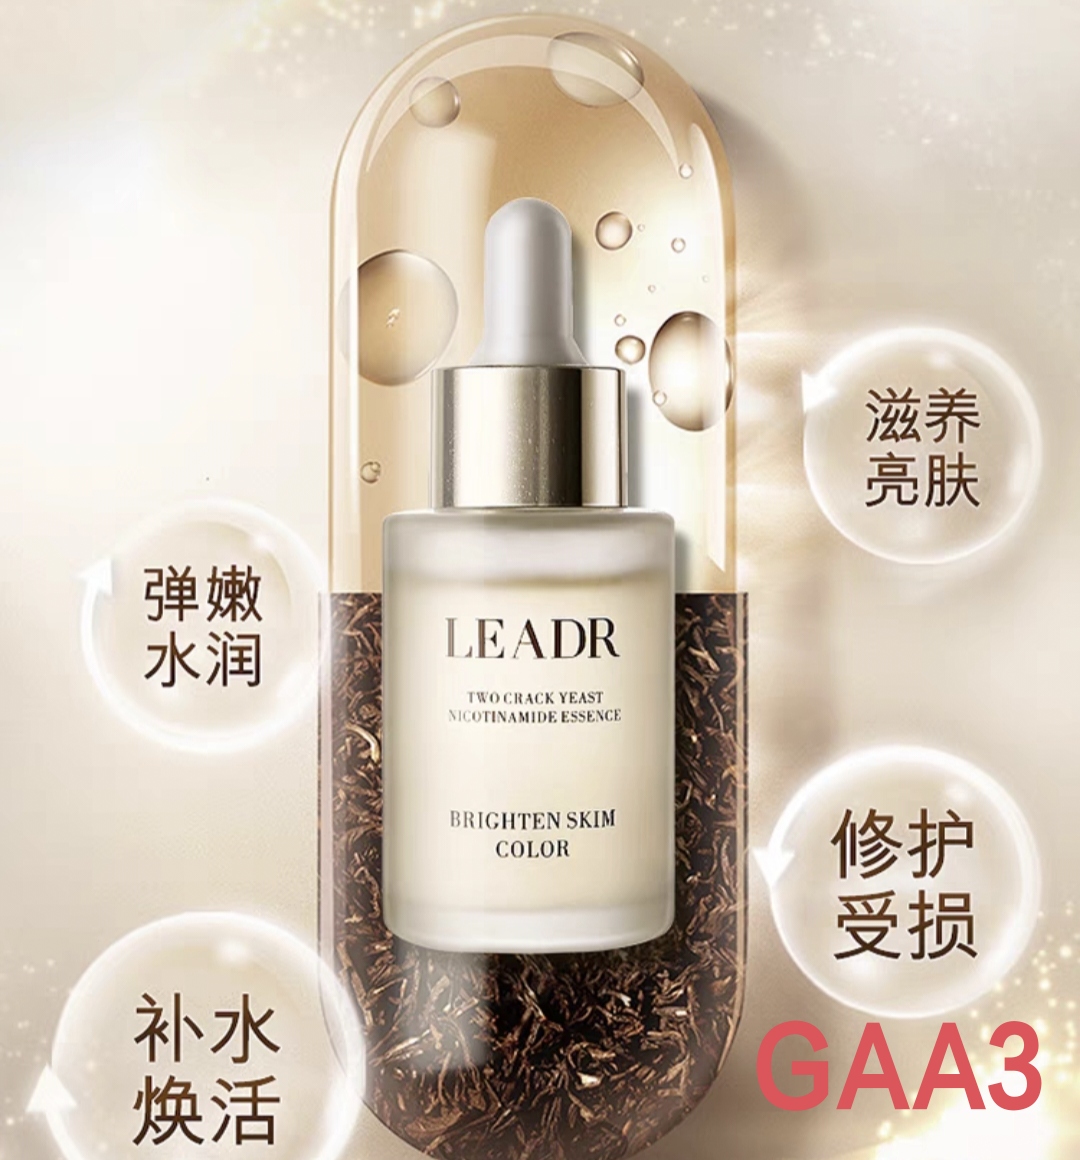 滋养
亮肤
弹嫩
水润
LEADR
TWO CRACK YEAST
NICOTINAMIDE ESSENCE
BRIGHTEN SKIM
COLOR
修护
受损
补水
焕活
GAA3